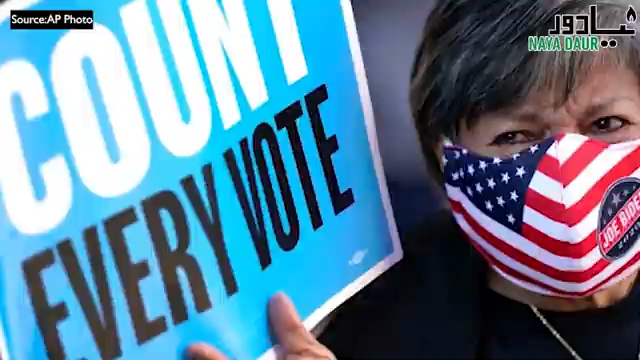 Source:AP Photo
نیا دور
NAYA DAUR
COUNT
EVERY VOTE
JOE BIDEN